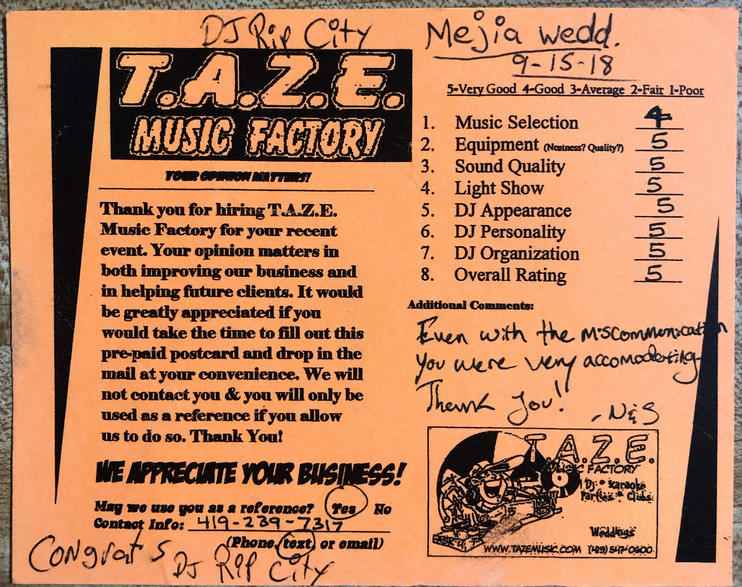 DJ Rip City
T.A.Z.E.
MUSIC FACTORY
YOUR OPINION MATTERS!
Thank you for hiring T.A.Z.E.
Music Factory for your recent
event. Your opinion matters in
both improving our business and
in helping future clients. It would
be greatly appreciated if you
would take the time to fill out this
pre-paid postcard and drop in the
mail at your convenience. We will
not contact you & you will only be
used as a reference if you allow
us to do so. Thank You!
WE APPRECIATE YOUR BUSINESS!
May we use you as a reference? Yes No
Contact Info: 419-239-7317
(Phone, text, or email)
Congrats DJ Rip City
Mejia wedd.
9-15-18
5-Very Good 4-Good 3-Average 2-Fair 1-Poor
1. Music Selection 4
2. Equipment (Neatness? Quality?) 5
3. Sound Quality 5
4. Light Show 5
5. DJ Appearance 5
6. DJ Personality 5
7. DJ Organization 5
8. Overall Rating 5
Additional Comments:
Even with the miscommunication
you were very accomodating
Thank you!
-N&S
T.A.Z.E.
MUSIC FACTORY
Dj * Karaoke
Parties * Clubs
Weddings
WWW.TAZEMUSIC.COM (419) 547-0600